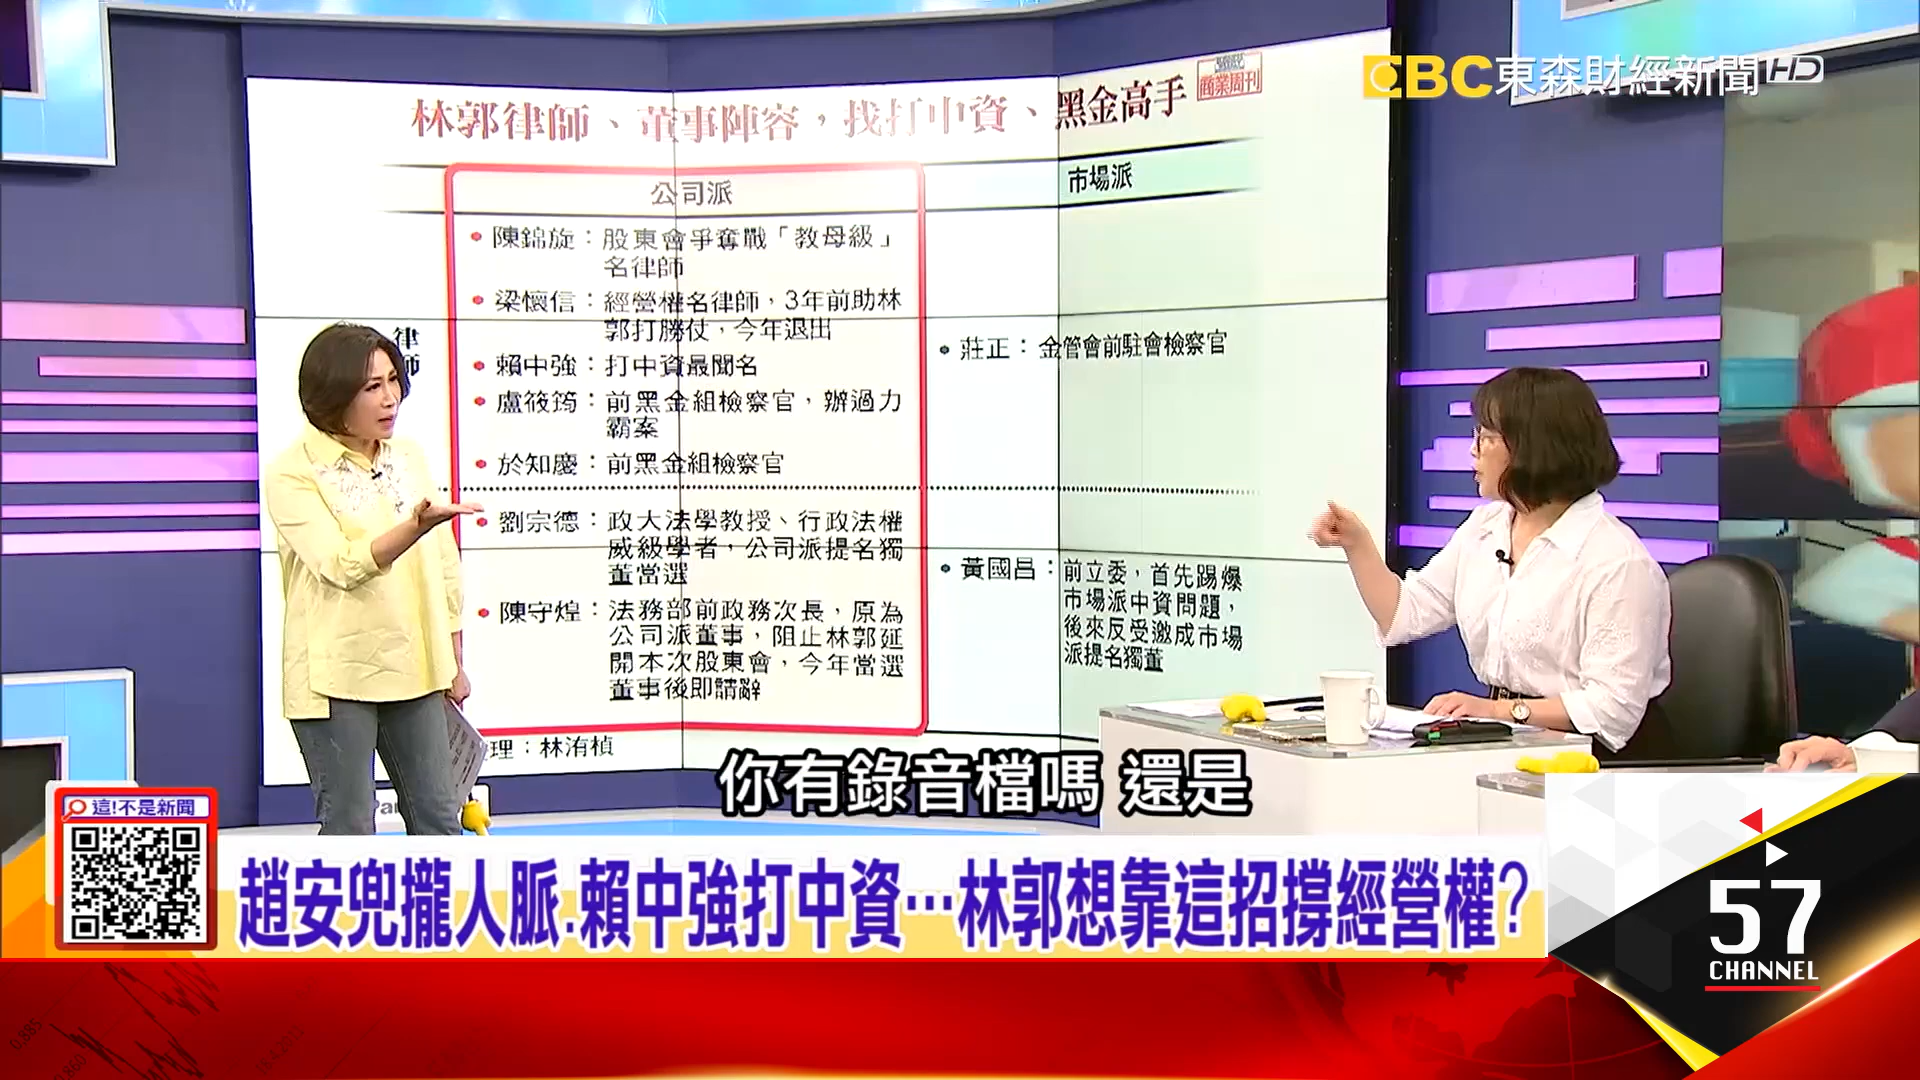 EBC東森財經新聞HD
商業周刊
林郭律師、董事陣容,找打中資、黑金高手
公司派
市場派
律
師
陳錦旋:股東會爭奪戰「教母級」
名律師
梁懷信:經營權名律師,3年前助林
郭打勝仗,今年退出
賴中強:打中資最聞名
盧筱筠:前黑金組檢察官,辦過力
霸案
於知慶:前黑金組檢察官
莊正:金管會前駐會檢察官
劉宗德:政大法學教授、行政法權
威級學者,公司派提名獨
董當選
陳守煌:法務部前政務次長,原為
公司派董事,阻止林郭延
開本次股東會,今年當選
董事後即請辭
黃國昌:前立委,首先踢爆
市場派中資問題,
後來反受邀成市場
派提名獨董
理:林洧楨
你有錄音檔嗎 還是
這!不是新聞
趙安兜攏人脈.賴中強打中資…林郭想靠這招撐經營權?
57
CHANNEL